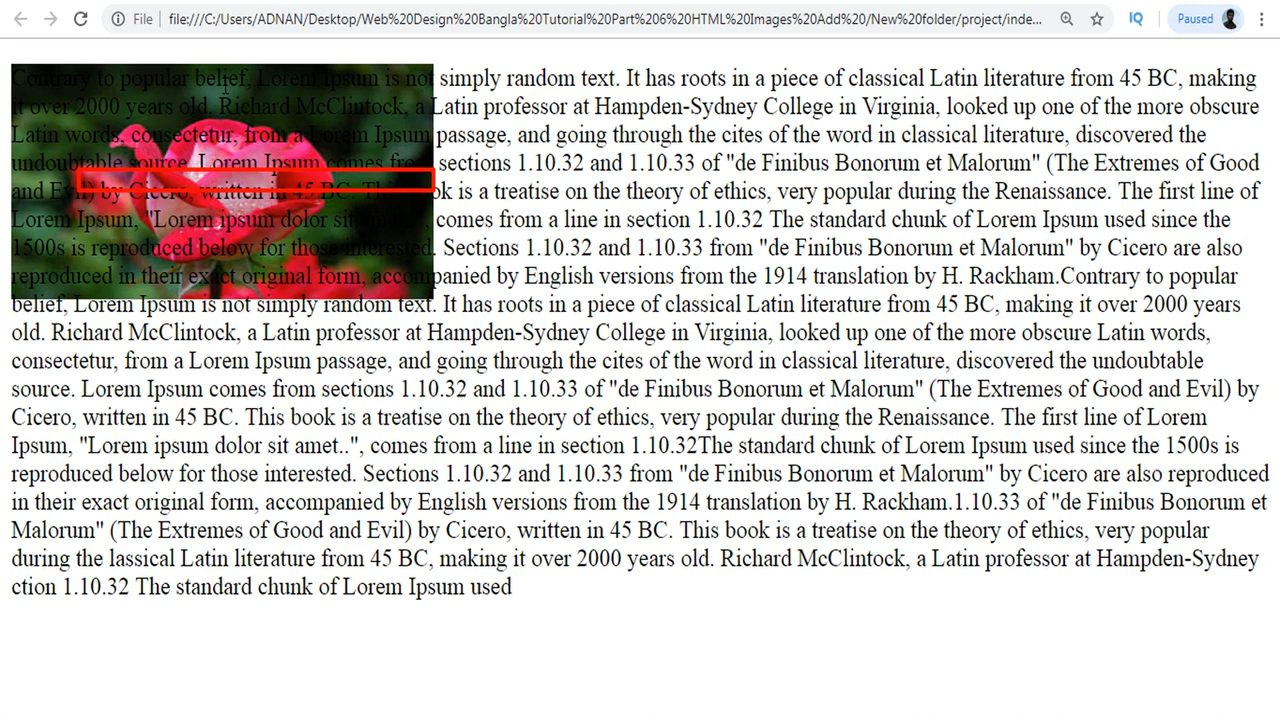 File
file:///C:/Users/ADNAN/Desktop/Web%20Design%20Bangla%20Tutorial%20Part%206%20HTML%20Images%20Add%20/New%20folder/project/inde...
IQ
Paused
Contrary to popular belief, Lorem Ipsum is not simply random text. It has roots in a piece of classical Latin literature from 45 BC, making
it over 2000 years old. Richard McClintock, a Latin professor at Hampden-Sydney College in Virginia, looked up one of the more obscure
Latin words, consectetur, from a Lorem Ipsum passage, and going through the cites of the word in classical literature, discovered the
undoubtable source. Lorem Ipsum comes from sections 1.10.32 and 1.10.33 of "de Finibus Bonorum et Malorum" (The Extremes of Good
and Evil) by Cicero, written in 45 BC. This book is a treatise on the theory of ethics, very popular during the Renaissance. The first line of
Lorem Ipsum, "Lorem ipsum dolor sit amet..", comes from a line in section 1.10.32 The standard chunk of Lorem Ipsum used since the
1500s is reproduced below for those interested. Sections 1.10.32 and 1.10.33 from "de Finibus Bonorum et Malorum" by Cicero are also
reproduced in their exact original form, accompanied by English versions from the 1914 translation by H. Rackham.Contrary to popular
belief, Lorem Ipsum is not simply random text. It has roots in a piece of classical Latin literature from 45 BC, making it over 2000 years
old. Richard McClintock, a Latin professor at Hampden-Sydney College in Virginia, looked up one of the more obscure Latin words,
consectetur, from a Lorem Ipsum passage, and going through the cites of the word in classical literature, discovered the undoubtable
source. Lorem Ipsum comes from sections 1.10.32 and 1.10.33 of "de Finibus Bonorum et Malorum" (The Extremes of Good and Evil) by
Cicero, written in 45 BC. This book is a treatise on the theory of ethics, very popular during the Renaissance. The first line of Lorem
Ipsum, "Lorem ipsum dolor sit amet..", comes from a line in section 1.10.32The standard chunk of Lorem Ipsum used since the 1500s is
reproduced below for those interested. Sections 1.10.32 and 1.10.33 from "de Finibus Bonorum et Malorum" by Cicero are also reproduced
in their exact original form, accompanied by English versions from the 1914 translation by H. Rackham.1.10.33 of "de Finibus Bonorum et
Malorum" (The Extremes of Good and Evil) by Cicero, written in 45 BC. This book is a treatise on the theory of ethics, very popular
during the lassical Latin literature from 45 BC, making it over 2000 years old. Richard McClintock, a Latin professor at Hampden-Sydney
ction 1.10.32 The standard chunk of Lorem Ipsum used